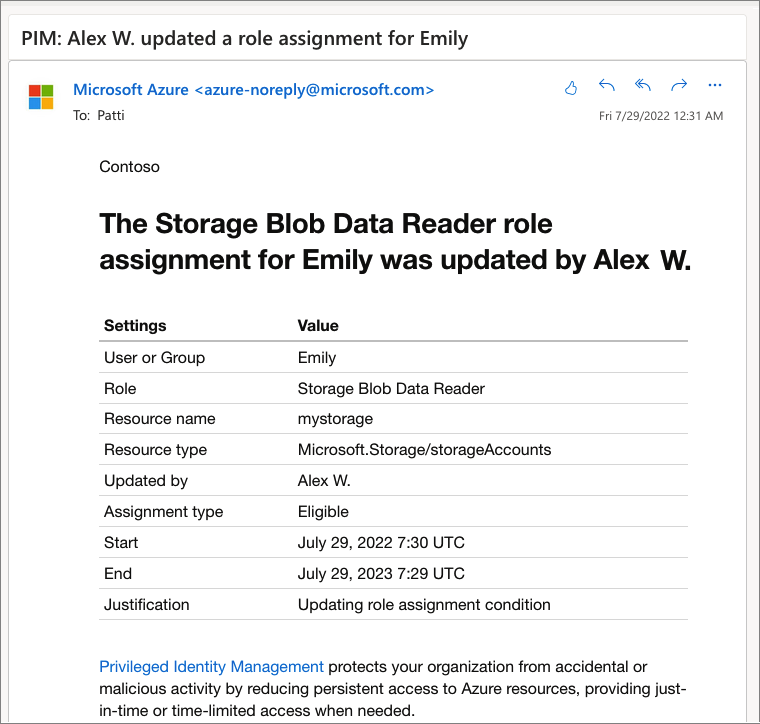 PIM: Alex W. updated a role assignment for Emily
Microsoft Azure <azure-noreply@microsoft.com>
To: Patti
Fri 7/29/2022 12:31 AM
Contoso
The Storage Blob Data Reader role
assignment for Emily was updated by Alex W.
Settings Value
User or Group Emily
Role Storage Blob Data Reader
Resource name mystorage
Resource type Microsoft.Storage/storageAccounts
Updated by Alex W.
Assignment type Eligible
Start July 29, 2022 7:30 UTC
End July 29, 2023 7:29 UTC
Justification Updating role assignment condition
Privileged Identity Management protects your organization from accidental or
malicious activity by reducing persistent access to Azure resources, providing just-
in-time or time-limited access when needed.